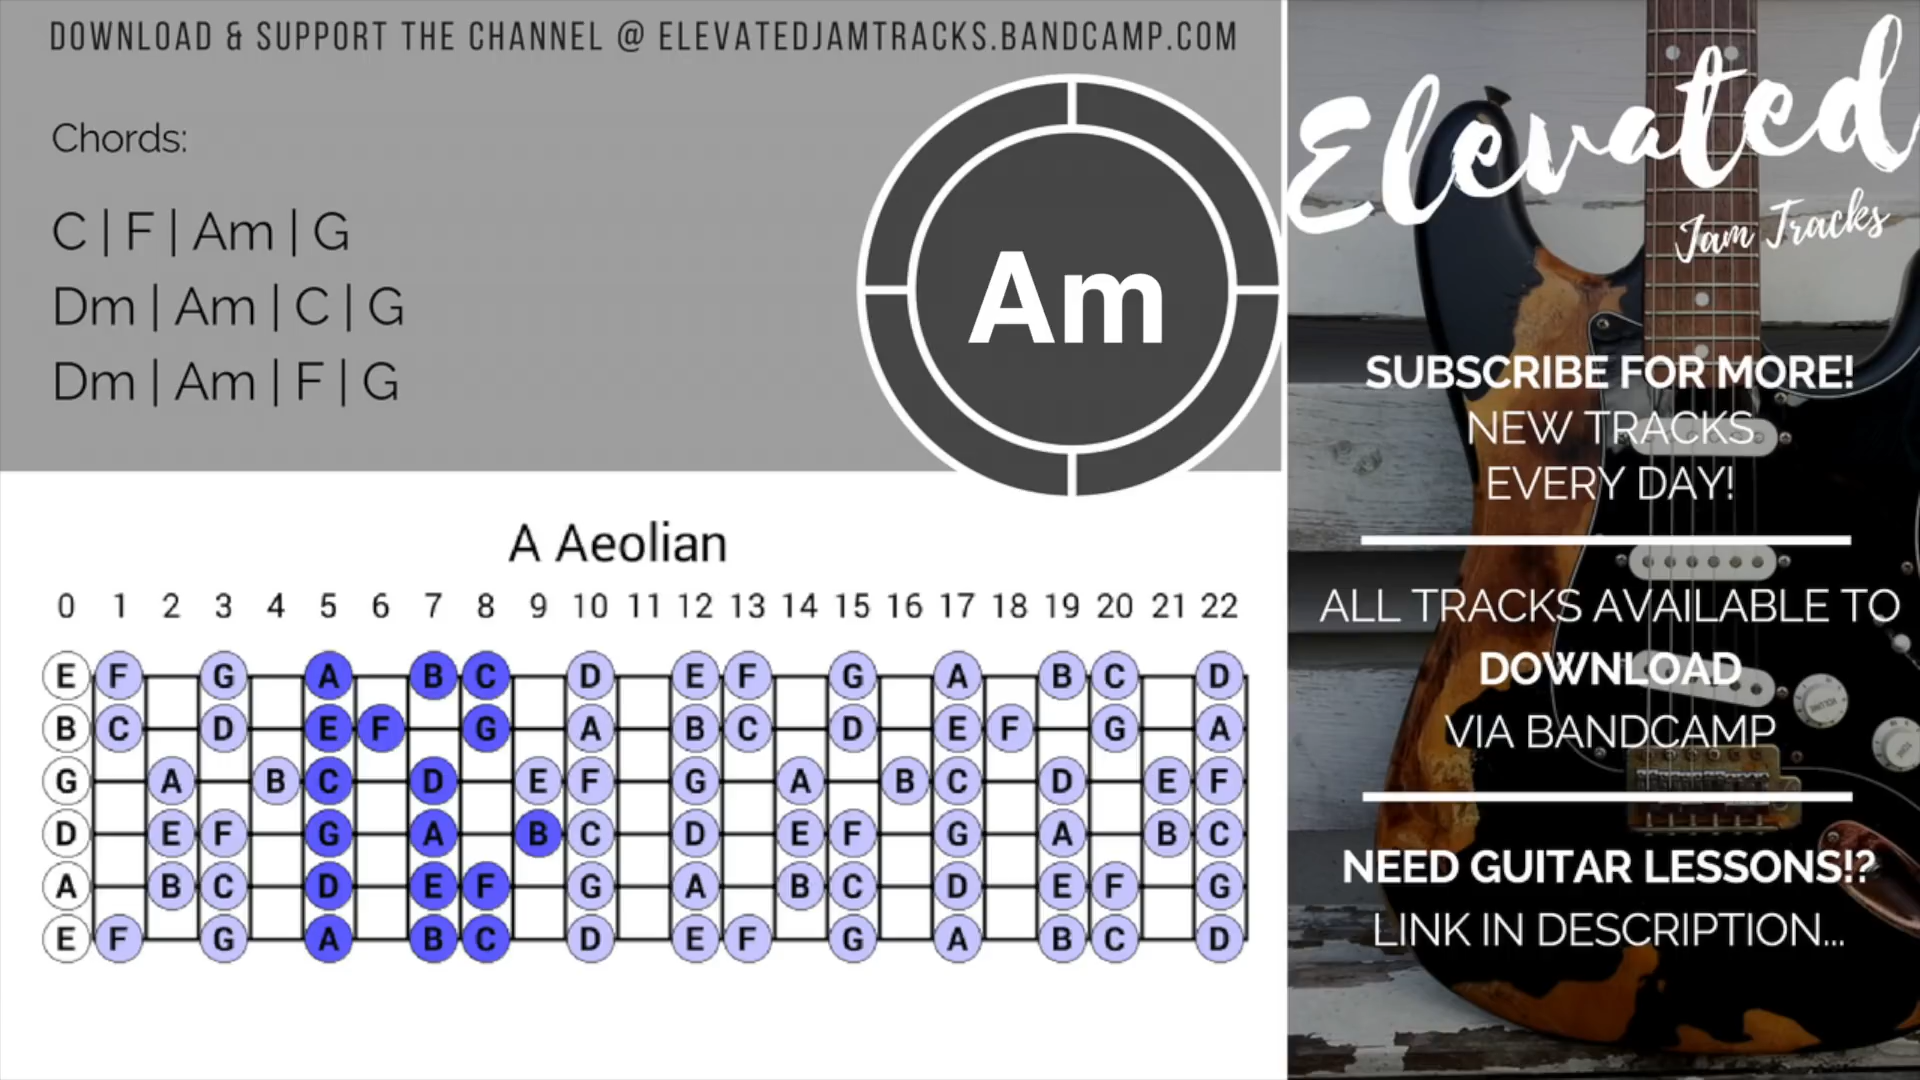 DOWNLOAD & SUPPORT THE CHANNEL @ ELEVATEDJAMTRACKS.BANDCAMP.COM
Chords:
C | F | Am | G
Dm | Am | C | G
Dm | Am | F | G
Am
A Aeolian
0 1 2 3 4 5 6 7 8 9 10 11 12 13 14 15 16 17 18 19 20 21 22
E F G A B C D E F G A B C D
B C D E F G A B C D E F G A
G A B C D E F G A B C D E F
D E F G A B C D E F G A B C
A B C D E F G A B C D E F G
E F G A B C D E F G A B C D
Elevated
Jam Tracks
SUBSCRIBE FOR MORE!
NEW TRACKS
EVERY DAY!
ALL TRACKS AVAILABLE TO
DOWNLOAD
VIA BANDCAMP
NEED GUITAR LESSONS!?
LINK IN DESCRIPTION...